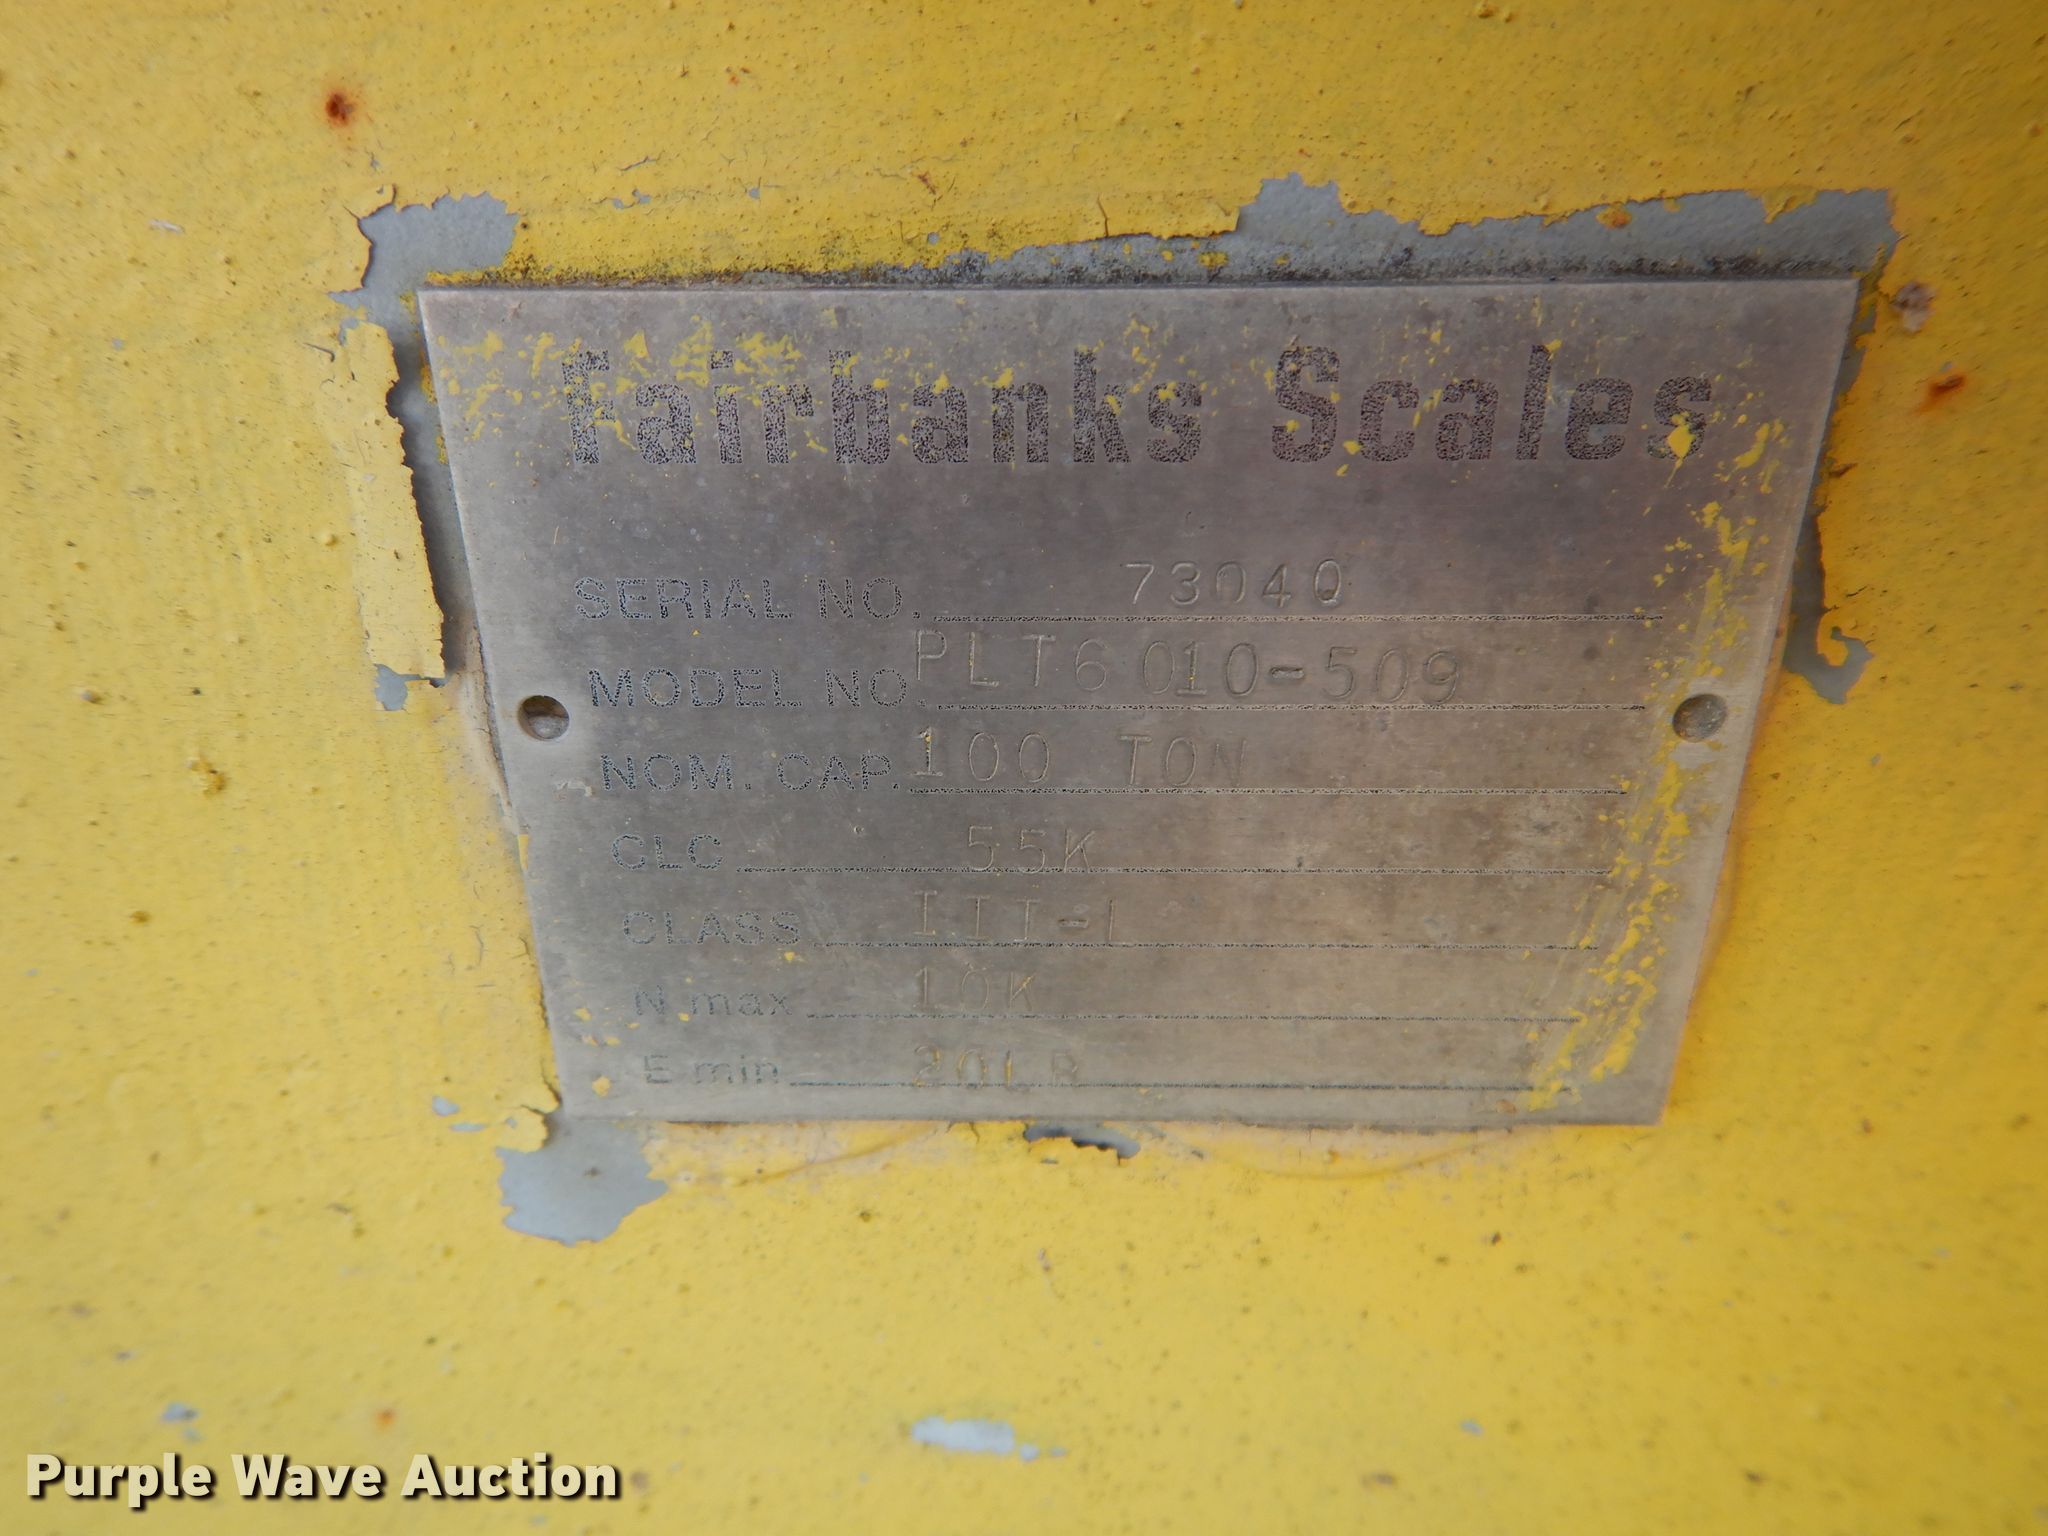 Fairbanks Scales
SERIAL NO. 7304Q
MODEL NO. PLT6010-509
NOM. CAP. 100 TON
CLC 55K
CLASS III-L
N max 10K
E min 20LB
Purple Wave Auction